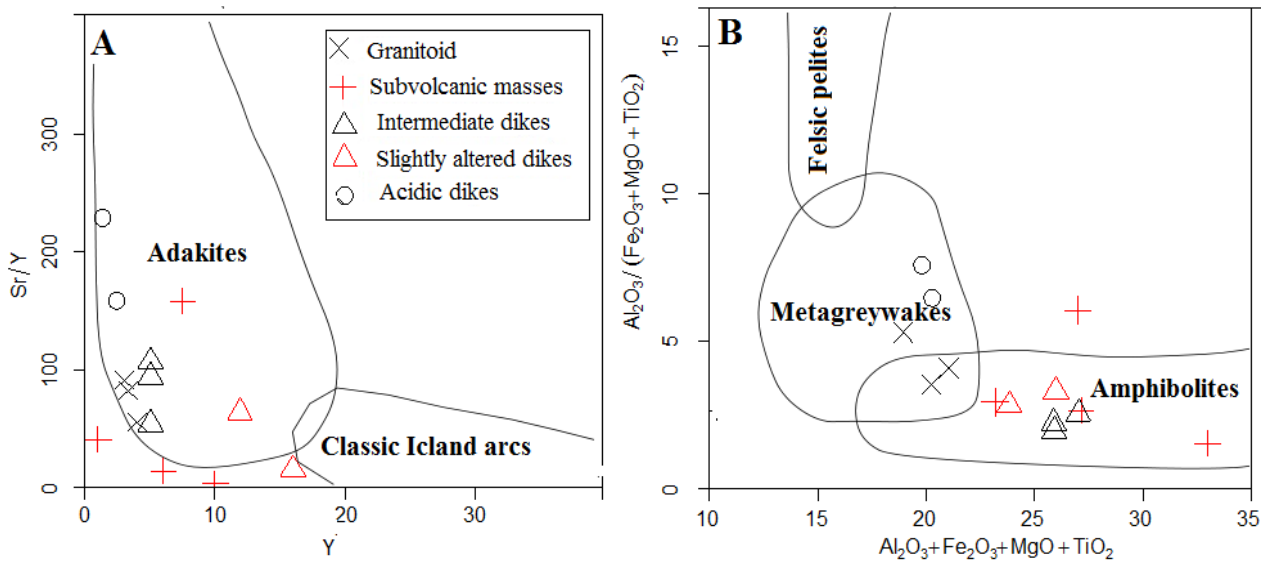 A
Granitoid
Subvolcanic masses
Intermediate dikes
Slightly altered dikes
Acidic dikes
Adakites
Classic Icland arcs
Sr/Y
0
100
200
300
0
10
20
30
Y
B
Felsic pelites
Metagreywakes
Amphibolites
Al₂O₃/(Fe₂O₃+MgO+TiO₂)
0
5
10
15
10
15
20
25
30
35
Al₂O₃+Fe₂O₃+MgO+TiO₂